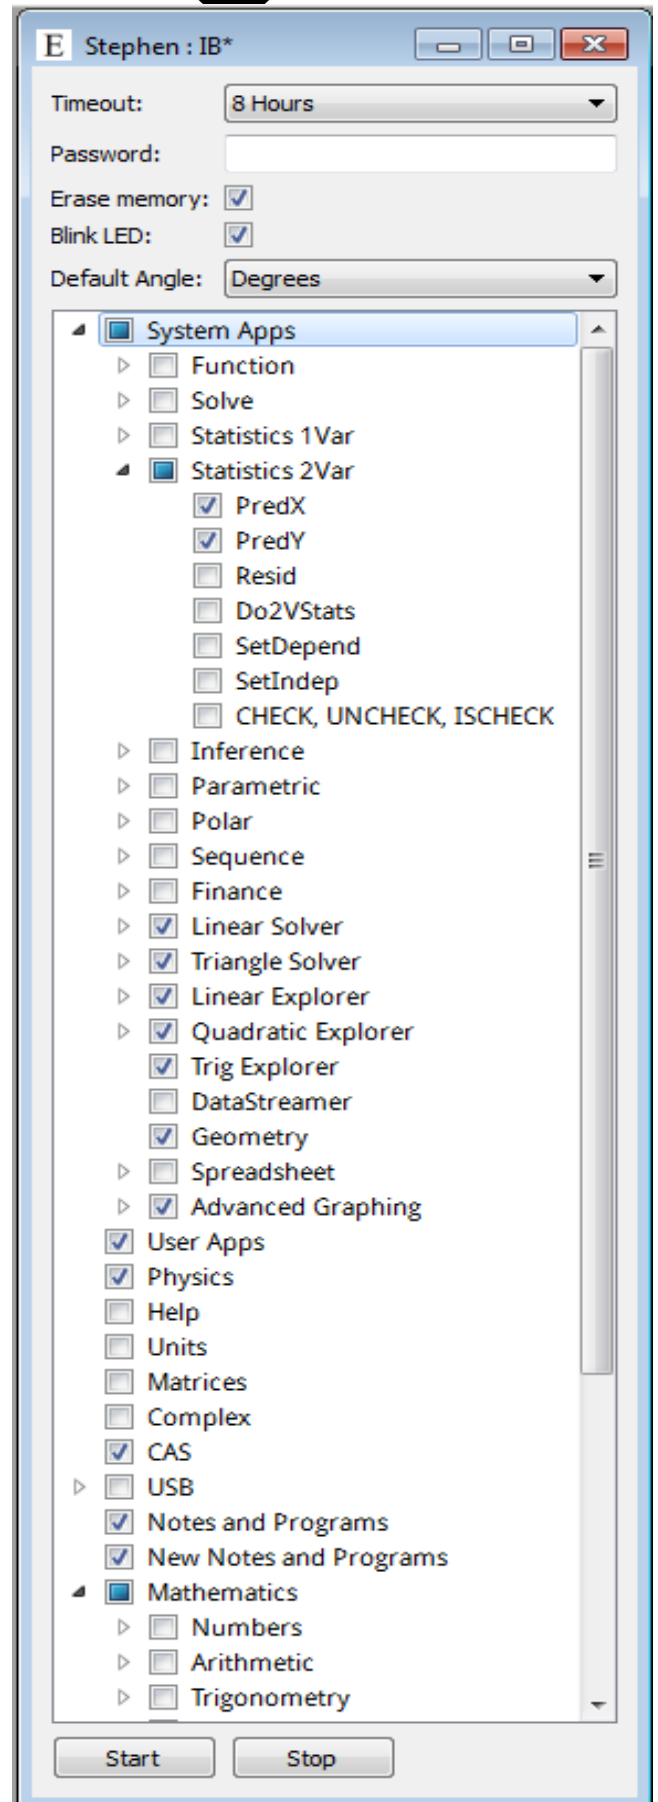 E Stephen : IB*
Timeout: 8 Hours
Password:
Erase memory:
Blink LED:
Default Angle: Degrees
System Apps
Function
Solve
Statistics 1Var
Statistics 2Var
PredX
PredY
Resid
Do2VStats
SetDepend
SetIndep
CHECK, UNCHECK, ISCHECK
Inference
Parametric
Polar
Sequence
Finance
Linear Solver
Triangle Solver
Linear Explorer
Quadratic Explorer
Trig Explorer
DataStreamer
Geometry
Spreadsheet
Advanced Graphing
User Apps
Physics
Help
Units
Matrices
Complex
CAS
USB
Notes and Programs
New Notes and Programs
Mathematics
Numbers
Arithmetic
Trigonometry
Start Stop